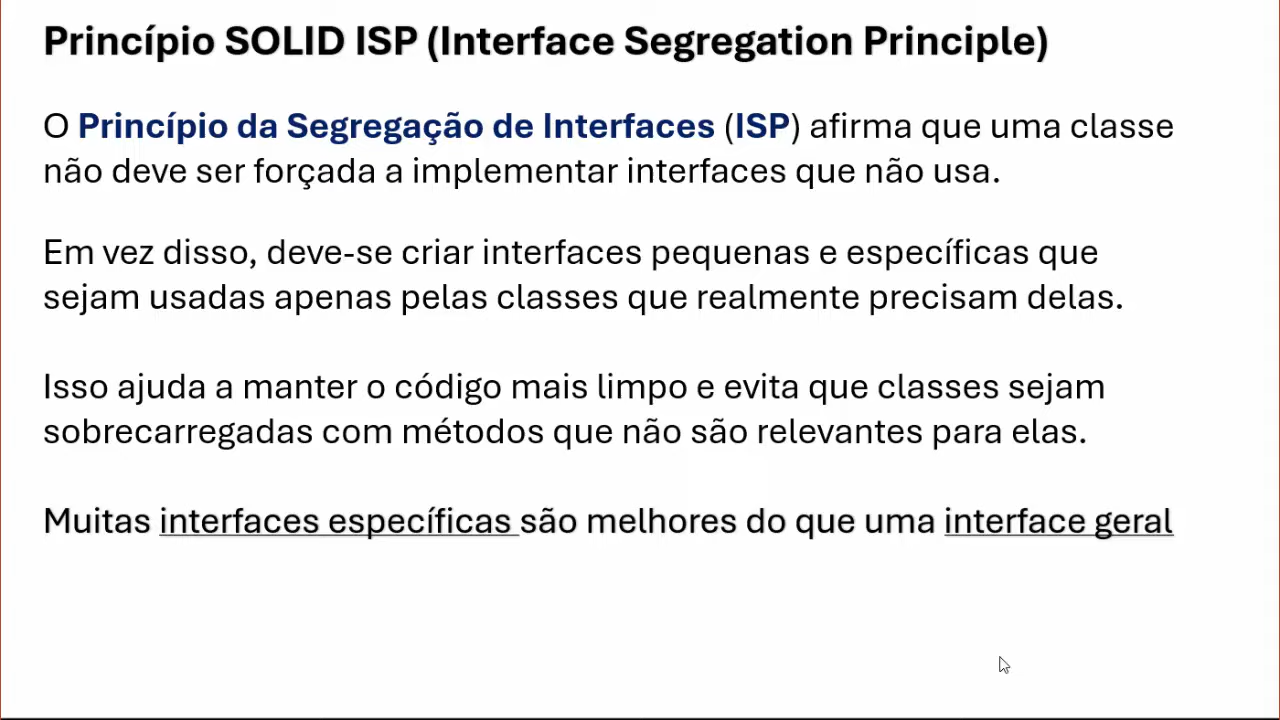 Princípio SOLID ISP (Interface Segregation Principle)
O Princípio da Segregação de Interfaces (ISP) afirma que uma classe
não deve ser forçada a implementar interfaces que não usa.
Em vez disso, deve-se criar interfaces pequenas e específicas que
sejam usadas apenas pelas classes que realmente precisam delas.
Isso ajuda a manter o código mais limpo e evita que classes sejam
sobrecarregadas com métodos que não são relevantes para elas.
Muitas interfaces específicas são melhores do que uma interface geral